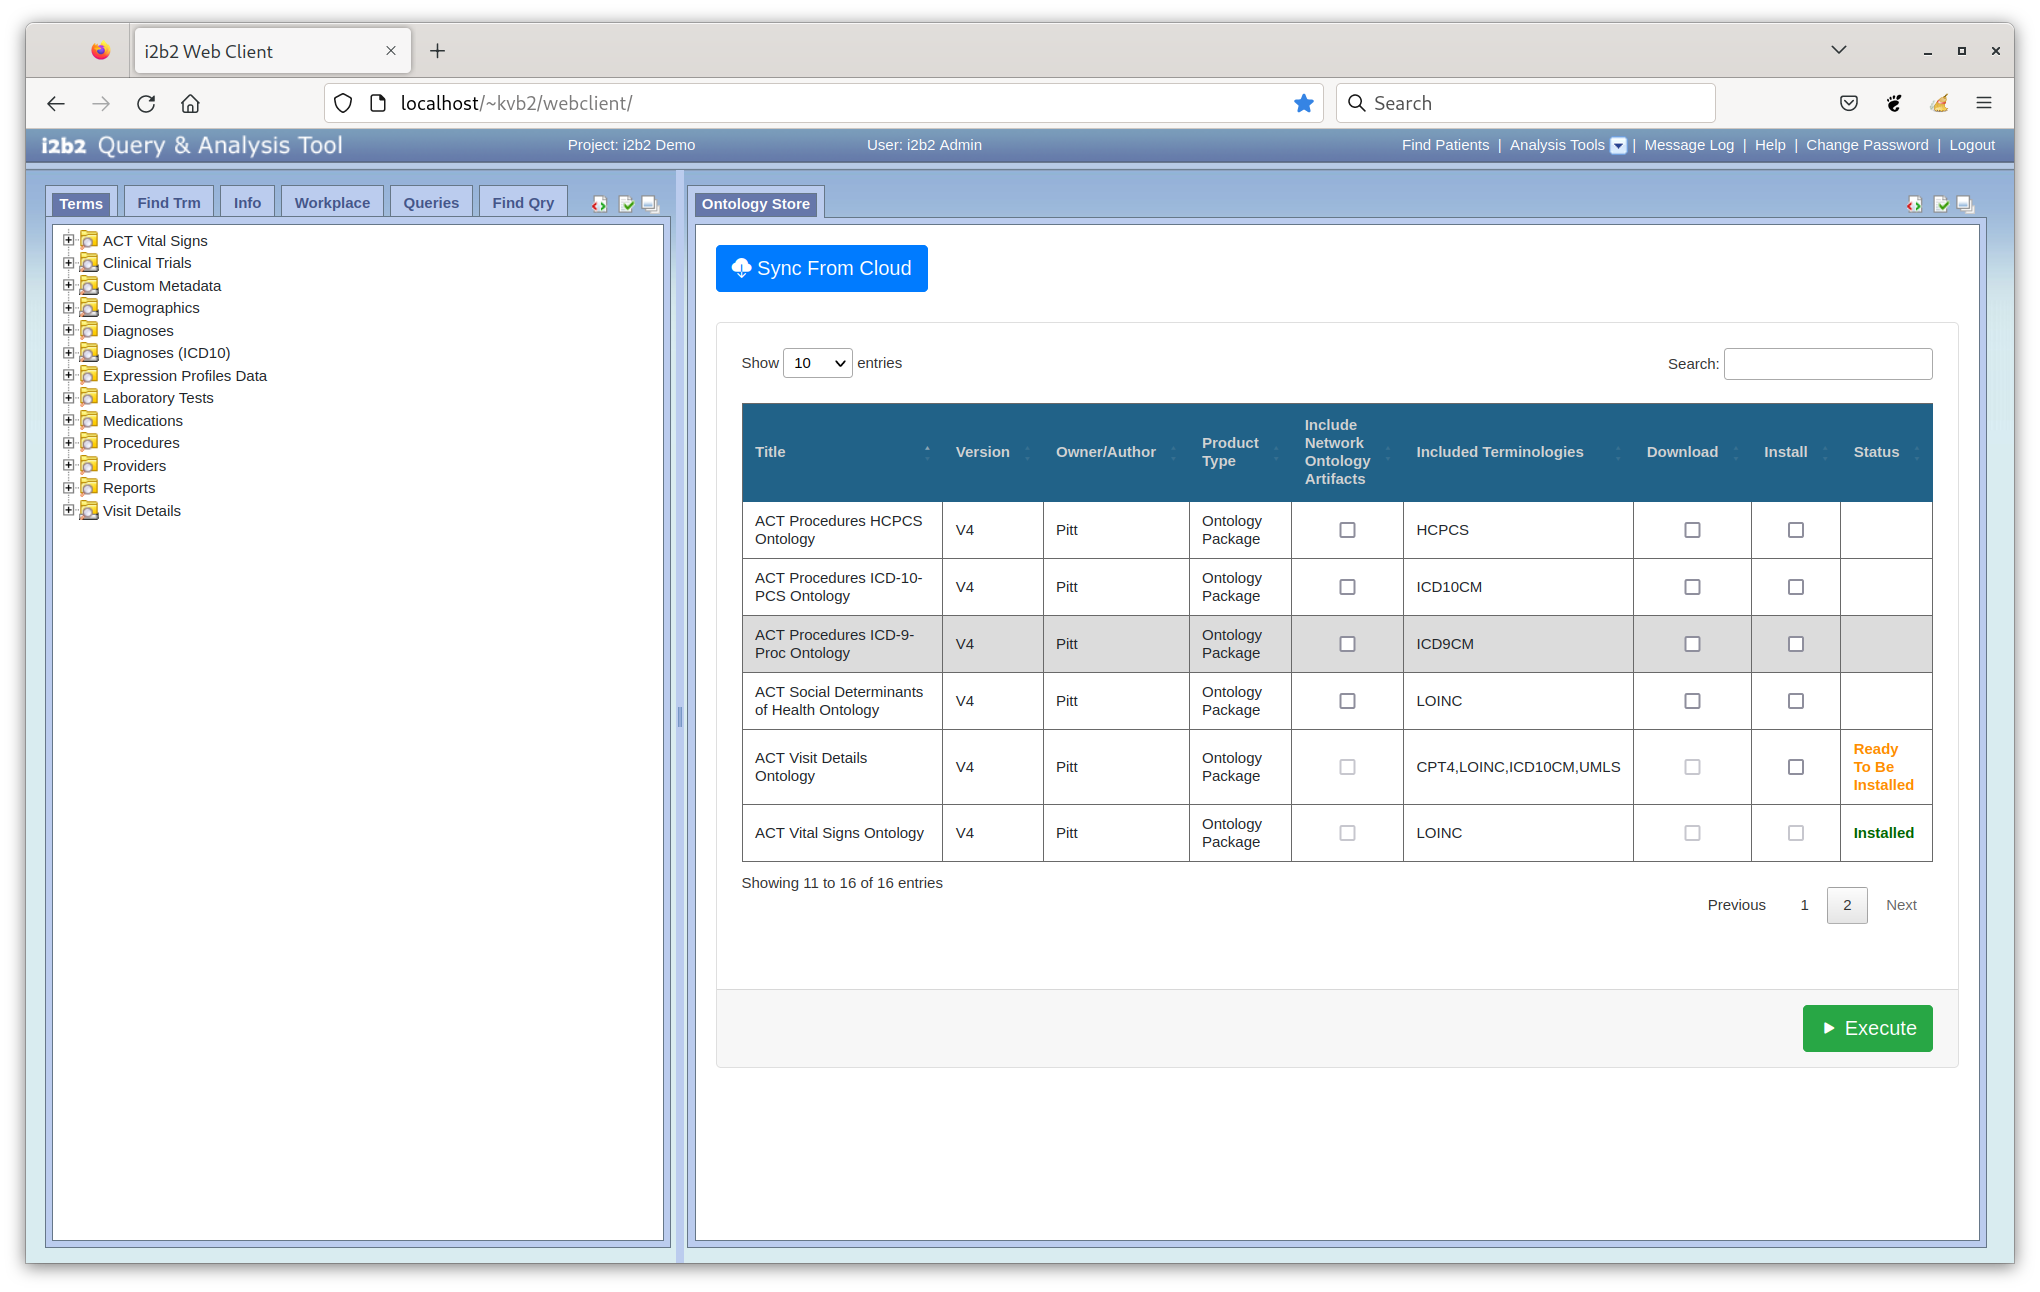 i2b2 Web Client
localhost/~kvb2/webclient/
Search
i2b2 Query & Analysis Tool
Project: i2b2 Demo
User: i2b2 Admin
Find Patients | Analysis Tools | Message Log | Help | Change Password | Logout
Terms
Find Trm
Info
Workplace
Queries
Find Qry
ACT Vital Signs
Clinical Trials
Custom Metadata
Demographics
Diagnoses
Diagnoses (ICD10)
Expression Profiles Data
Laboratory Tests
Medications
Procedures
Providers
Reports
Visit Details
Ontology Store
Sync From Cloud
Show 10 entries
Search:
Title
Version
Owner/Author
Product
Type
Include
Network
Ontology
Artifacts
Included Terminologies
Download
Install
Status
ACT Procedures HCPCS
Ontology
V4
Pitt
Ontology
Package
HCPCS
ACT Procedures ICD-10-
PCS Ontology
V4
Pitt
Ontology
Package
ICD10CM
ACT Procedures ICD-9-
Proc Ontology
V4
Pitt
Ontology
Package
ICD9CM
ACT Social Determinants
of Health Ontology
V4
Pitt
Ontology
Package
LOINC
ACT Visit Details
Ontology
V4
Pitt
Ontology
Package
CPT4,LOINC,ICD10CM,UMLS
Ready
To Be
Installed
ACT Vital Signs Ontology
V4
Pitt
Ontology
Package
LOINC
Installed
Showing 11 to 16 of 16 entries
Previous 1 2 Next
Execute